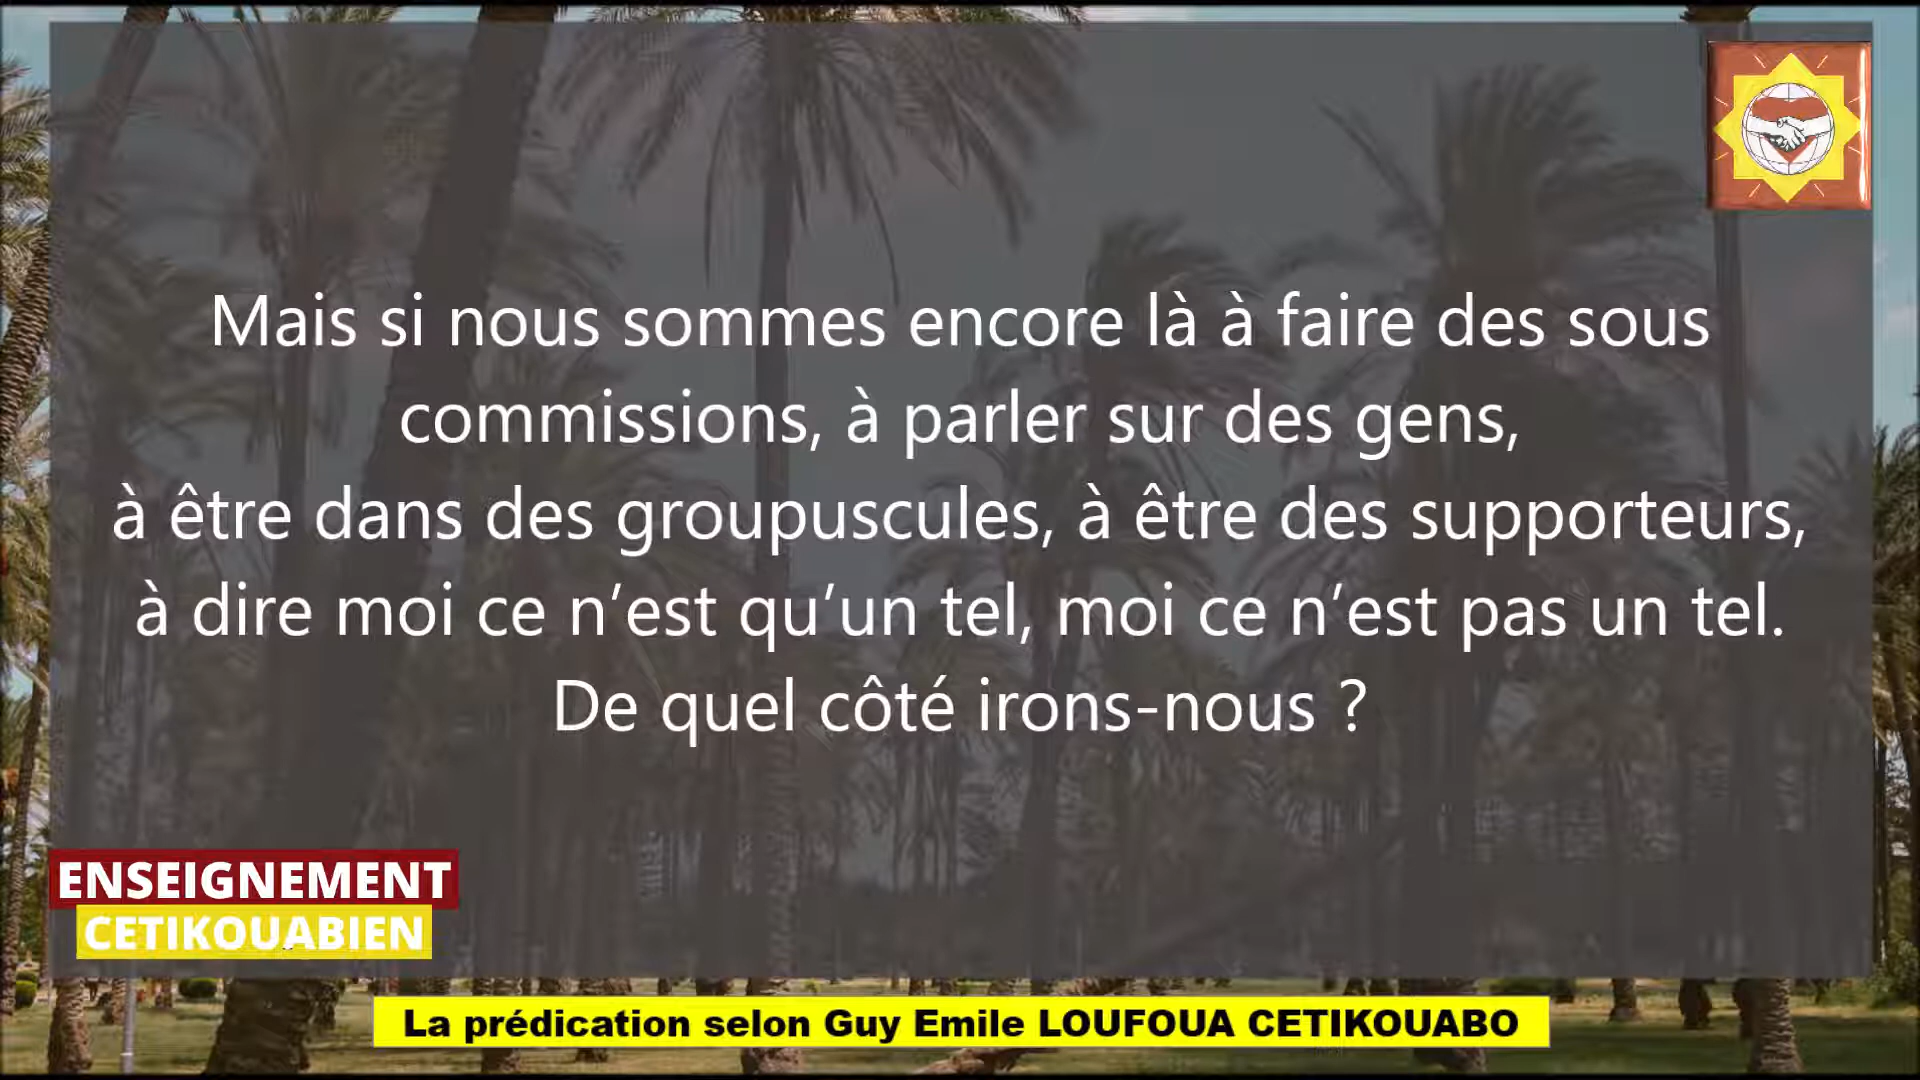 Mais si nous sommes encore là à faire des sous
commissions, à parler sur des gens,
à être dans des groupuscules, à être des supporteurs,
à dire moi ce n’est qu’un tel, moi ce n’est pas un tel.
De quel côté irons-nous ?
ENSEIGNEMENT
CETIKOUABIEN
La prédication selon Guy Emile LOUFOUA CETIKOUABO